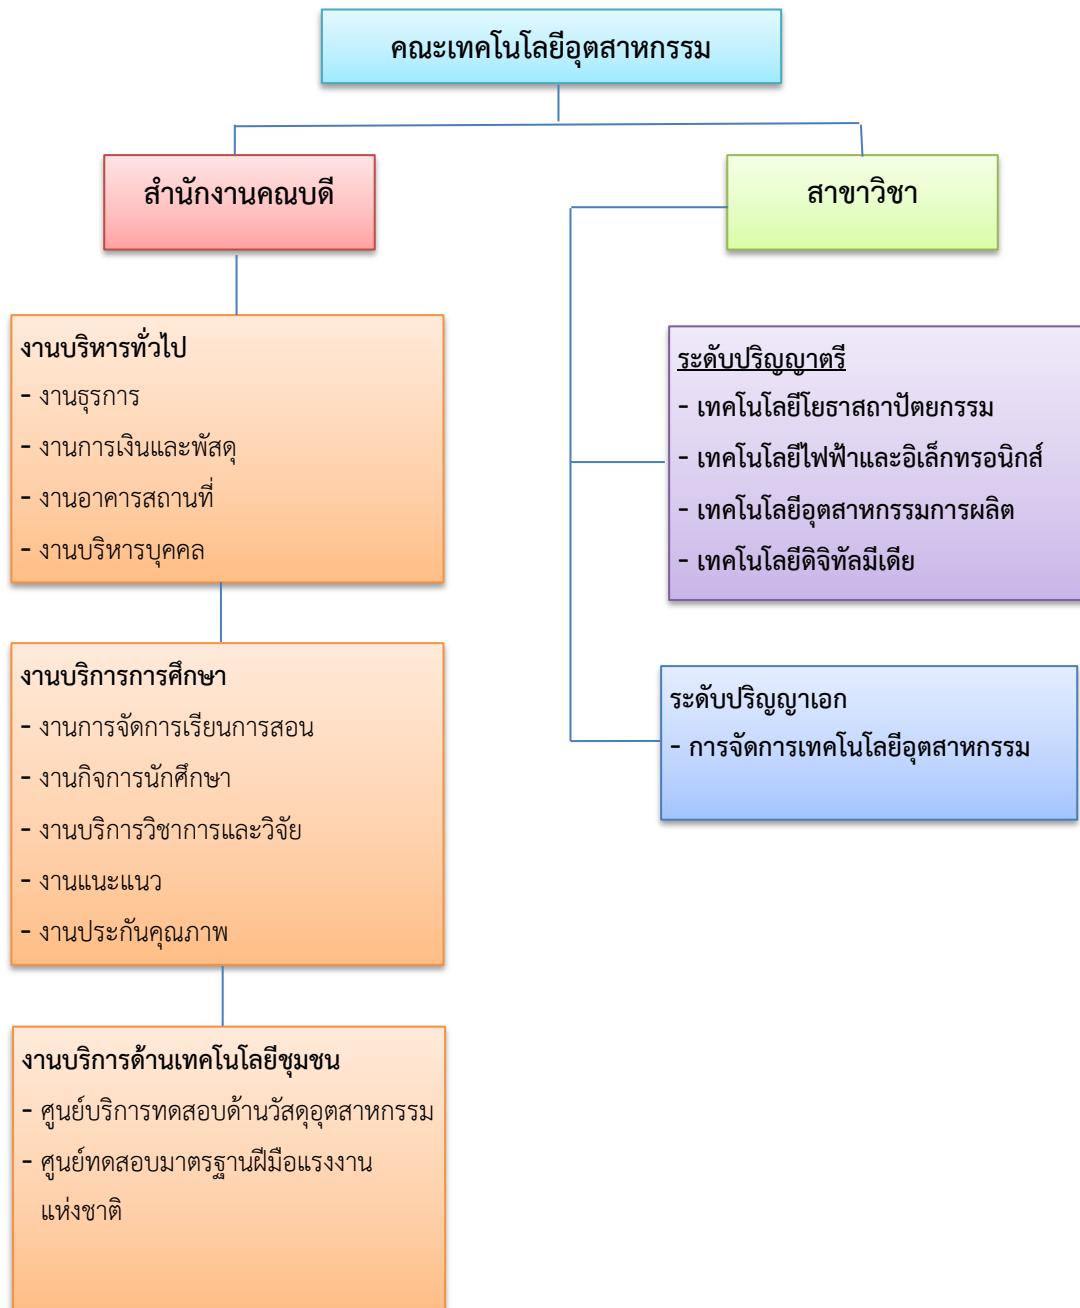 คณะเทคโนโลยีอุตสาหกรรม
สำนักงานคณบดี
งานบริหารทั่วไป
- งานธุรการ
- งานการเงินและพัสดุ
- งานอาคารสถานที่
- งานบริหารบุคคล
งานบริการการศึกษา
- งานการจัดการเรียนการสอน
- งานกิจการนักศึกษา
- งานบริการวิชาการและวิจัย
- งานแนะแนว
- งานประกันคุณภาพ
งานบริการด้านเทคโนโลยีชุมชน
- ศูนย์บริการทดสอบด้านวัสดุอุตสาหกรรม
- ศูนย์ทดสอบมาตรฐานฝีมือแรงงาน
แห่งชาติ
สาขาวิชา
ระดับปริญญาตรี
- เทคโนโลยีโยธาสถาปัตยกรรม
- เทคโนโลยีไฟฟ้าและอิเล็กทรอนิกส์
- เทคโนโลยีอุตสาหกรรมการผลิต
- เทคโนโลยีดิจิทัลมีเดีย
ระดับปริญญาเอก
- การจัดการเทคโนโลยีอุตสาหกรรม